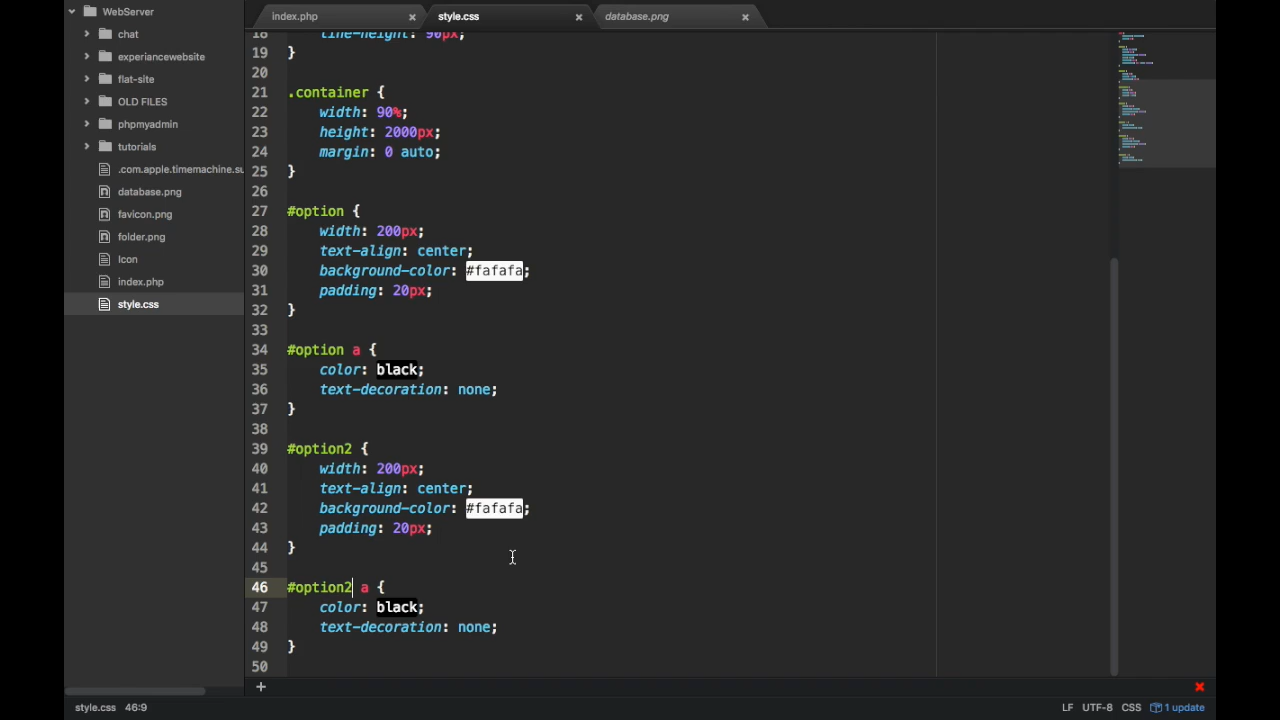 WebServer
chat
experiancewebsite
flat-site
OLD FILES
phpmyadmin
tutorials
.com.apple.timemachine.su
database.png
favicon.png
folder.png
Icon
index.php
style.css
index.php
style.css
database.png
18 line-height: 90px;
19 }
20
21 .container {
22 width: 90%;
23 height: 2000px;
24 margin: 0 auto;
25 }
26
27 #option {
28 width: 200px;
29 text-align: center;
30 background-color: #fafafa;
31 padding: 20px;
32 }
33
34 #option a {
35 color: black;
36 text-decoration: none;
37 }
38
39 #option2 {
40 width: 200px;
41 text-align: center;
42 background-color: #fafafa;
43 padding: 20px;
44 }
45
46 #option2 a {
47 color: black;
48 text-decoration: none;
49 }
50
+
style.css 46:9
LF UTF-8 CSS 1 update